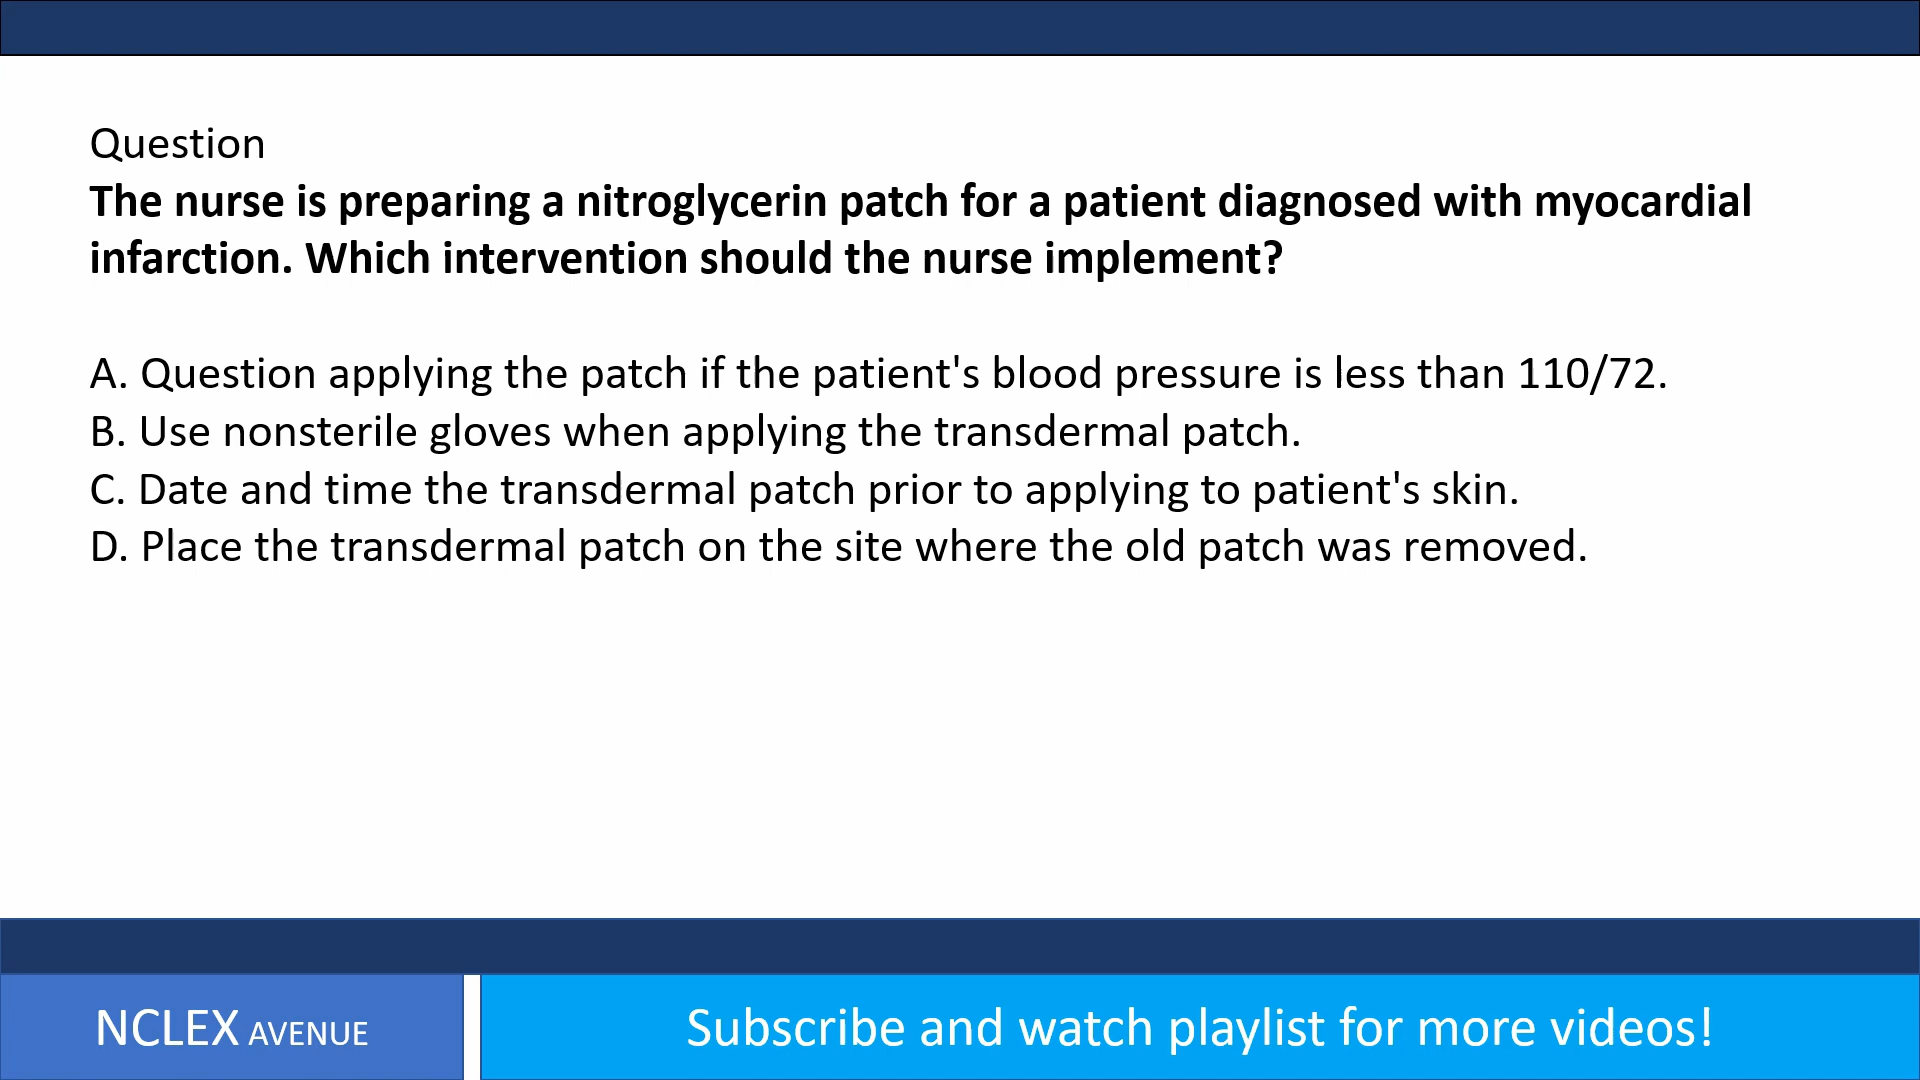 Question
The nurse is preparing a nitroglycerin patch for a patient diagnosed with myocardial
infarction. Which intervention should the nurse implement?
A. Question applying the patch if the patient's blood pressure is less than 110/72.
B. Use nonsterile gloves when applying the transdermal patch.
C. Date and time the transdermal patch prior to applying to patient's skin.
D. Place the transdermal patch on the site where the old patch was removed.
NCLEX AVENUE
Subscribe and watch playlist for more videos!